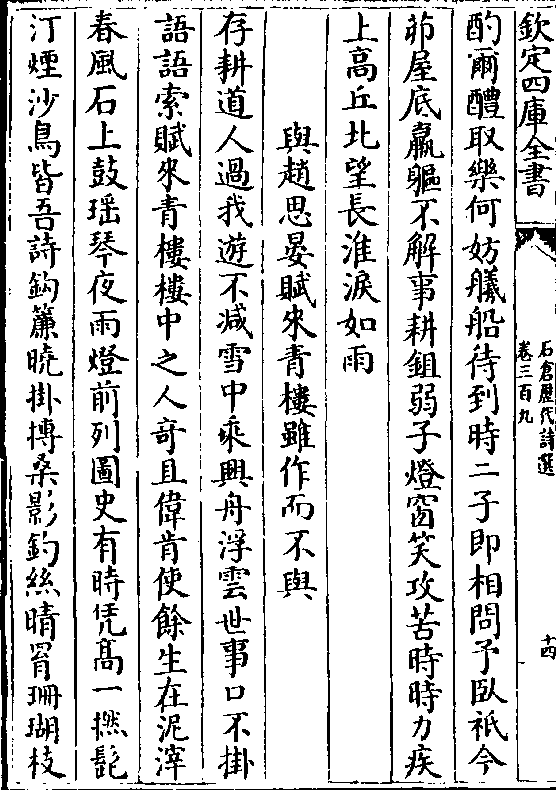 欽定四庫全書
石倉歷代詩選
卷三百九
十四
酌爾醴取樂何妨艤船待到時二子即相問予臥祇今
茆屋底羸軀不解事耕鉏弱子燈窗笑攻苦時時力疾
上高丘北望長淮淚如雨
與趙思晏賦來青樓雖作而不與
存耕道人過我遊不減雪中乘興舟浮雲世事口不掛
語語索賦來青樓樓中之人奇且偉肯使餘生在泥滓
春風石上鼓瑶琴夜雨燈前列圖史有時凭髙一撚髭
汀煙沙鳥皆吾詩鈎簾曉掛摶桑影釣絲晴罥珊瑚枝